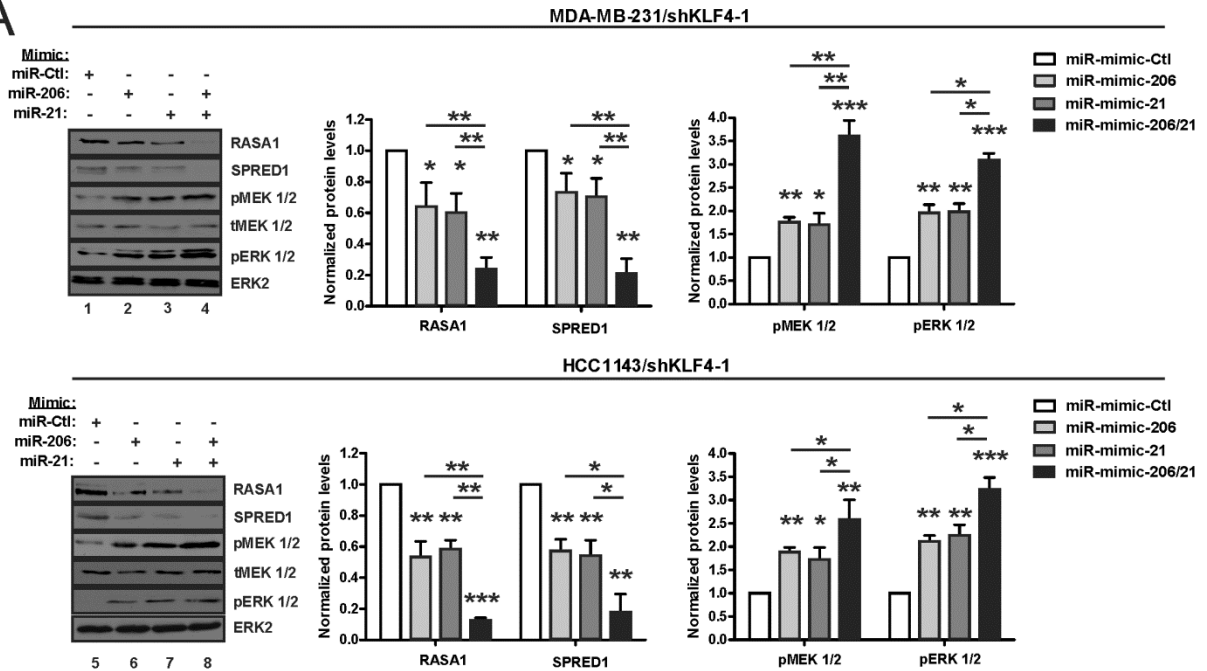 A
MDA-MB-231/shKLF4-1
Mimic:
miR-Ctl: + - - -
miR-206: - + - +
miR-21: - - + +
RASA1
SPRED1
pMEK 1/2
tMEK 1/2
pERK 1/2
ERK2
1 2 3 4
Normalized protein levels
1.2
1.0
0.8
0.6
0.4
0.2
0.0
* * ** ** **
* * ** ** **
RASA1 SPRED1
Normalized protein levels
4.0
3.5
3.0
2.5
2.0
1.5
1.0
0.5
0.0
** * *** ** **
** ** *** * *
pMEK 1/2 pERK 1/2
miR-mimic-Ctl
miR-mimic-206
miR-mimic-21
miR-mimic-206/21
HCC1143/shKLF4-1
Mimic:
miR-Ctl: + - - -
miR-206: - + - +
miR-21: - - + +
RASA1
SPRED1
pMEK 1/2
tMEK 1/2
pERK 1/2
ERK2
5 6 7 8
Normalized protein levels
1.2
1.0
0.8
0.6
0.4
0.2
0.0
** ** *** ** **
** ** ** * *
RASA1 SPRED1
Normalized protein levels
4.0
3.5
3.0
2.5
2.0
1.5
1.0
0.5
0.0
** * ** * *
** ** *** * *
pMEK 1/2 pERK 1/2
miR-mimic-Ctl
miR-mimic-206
miR-mimic-21
miR-mimic-206/21